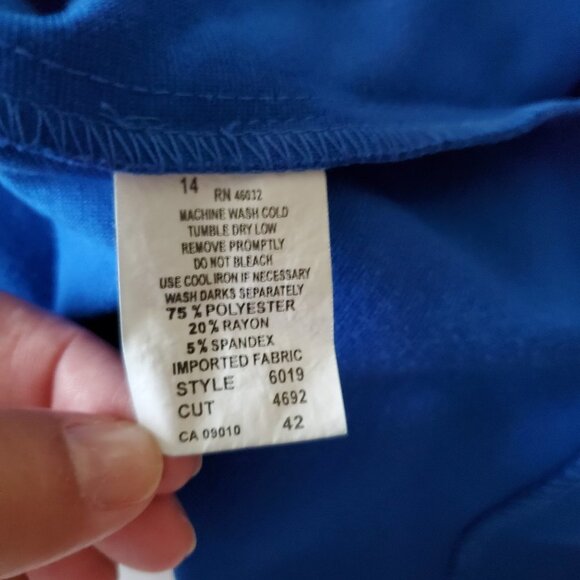 14 RN 46032
MACHINE WASH COLD
TUMBLE DRY LOW
REMOVE PROMPTLY
DO NOT BLEACH
USE COOL IRON IF NECESSARY
WASH DARKS SEPARATELY
75 % POLYESTER
20 % RAYON
5 % SPANDEX
IMPORTED FABRIC
STYLE 6019
CUT 4692
CA 09010 42